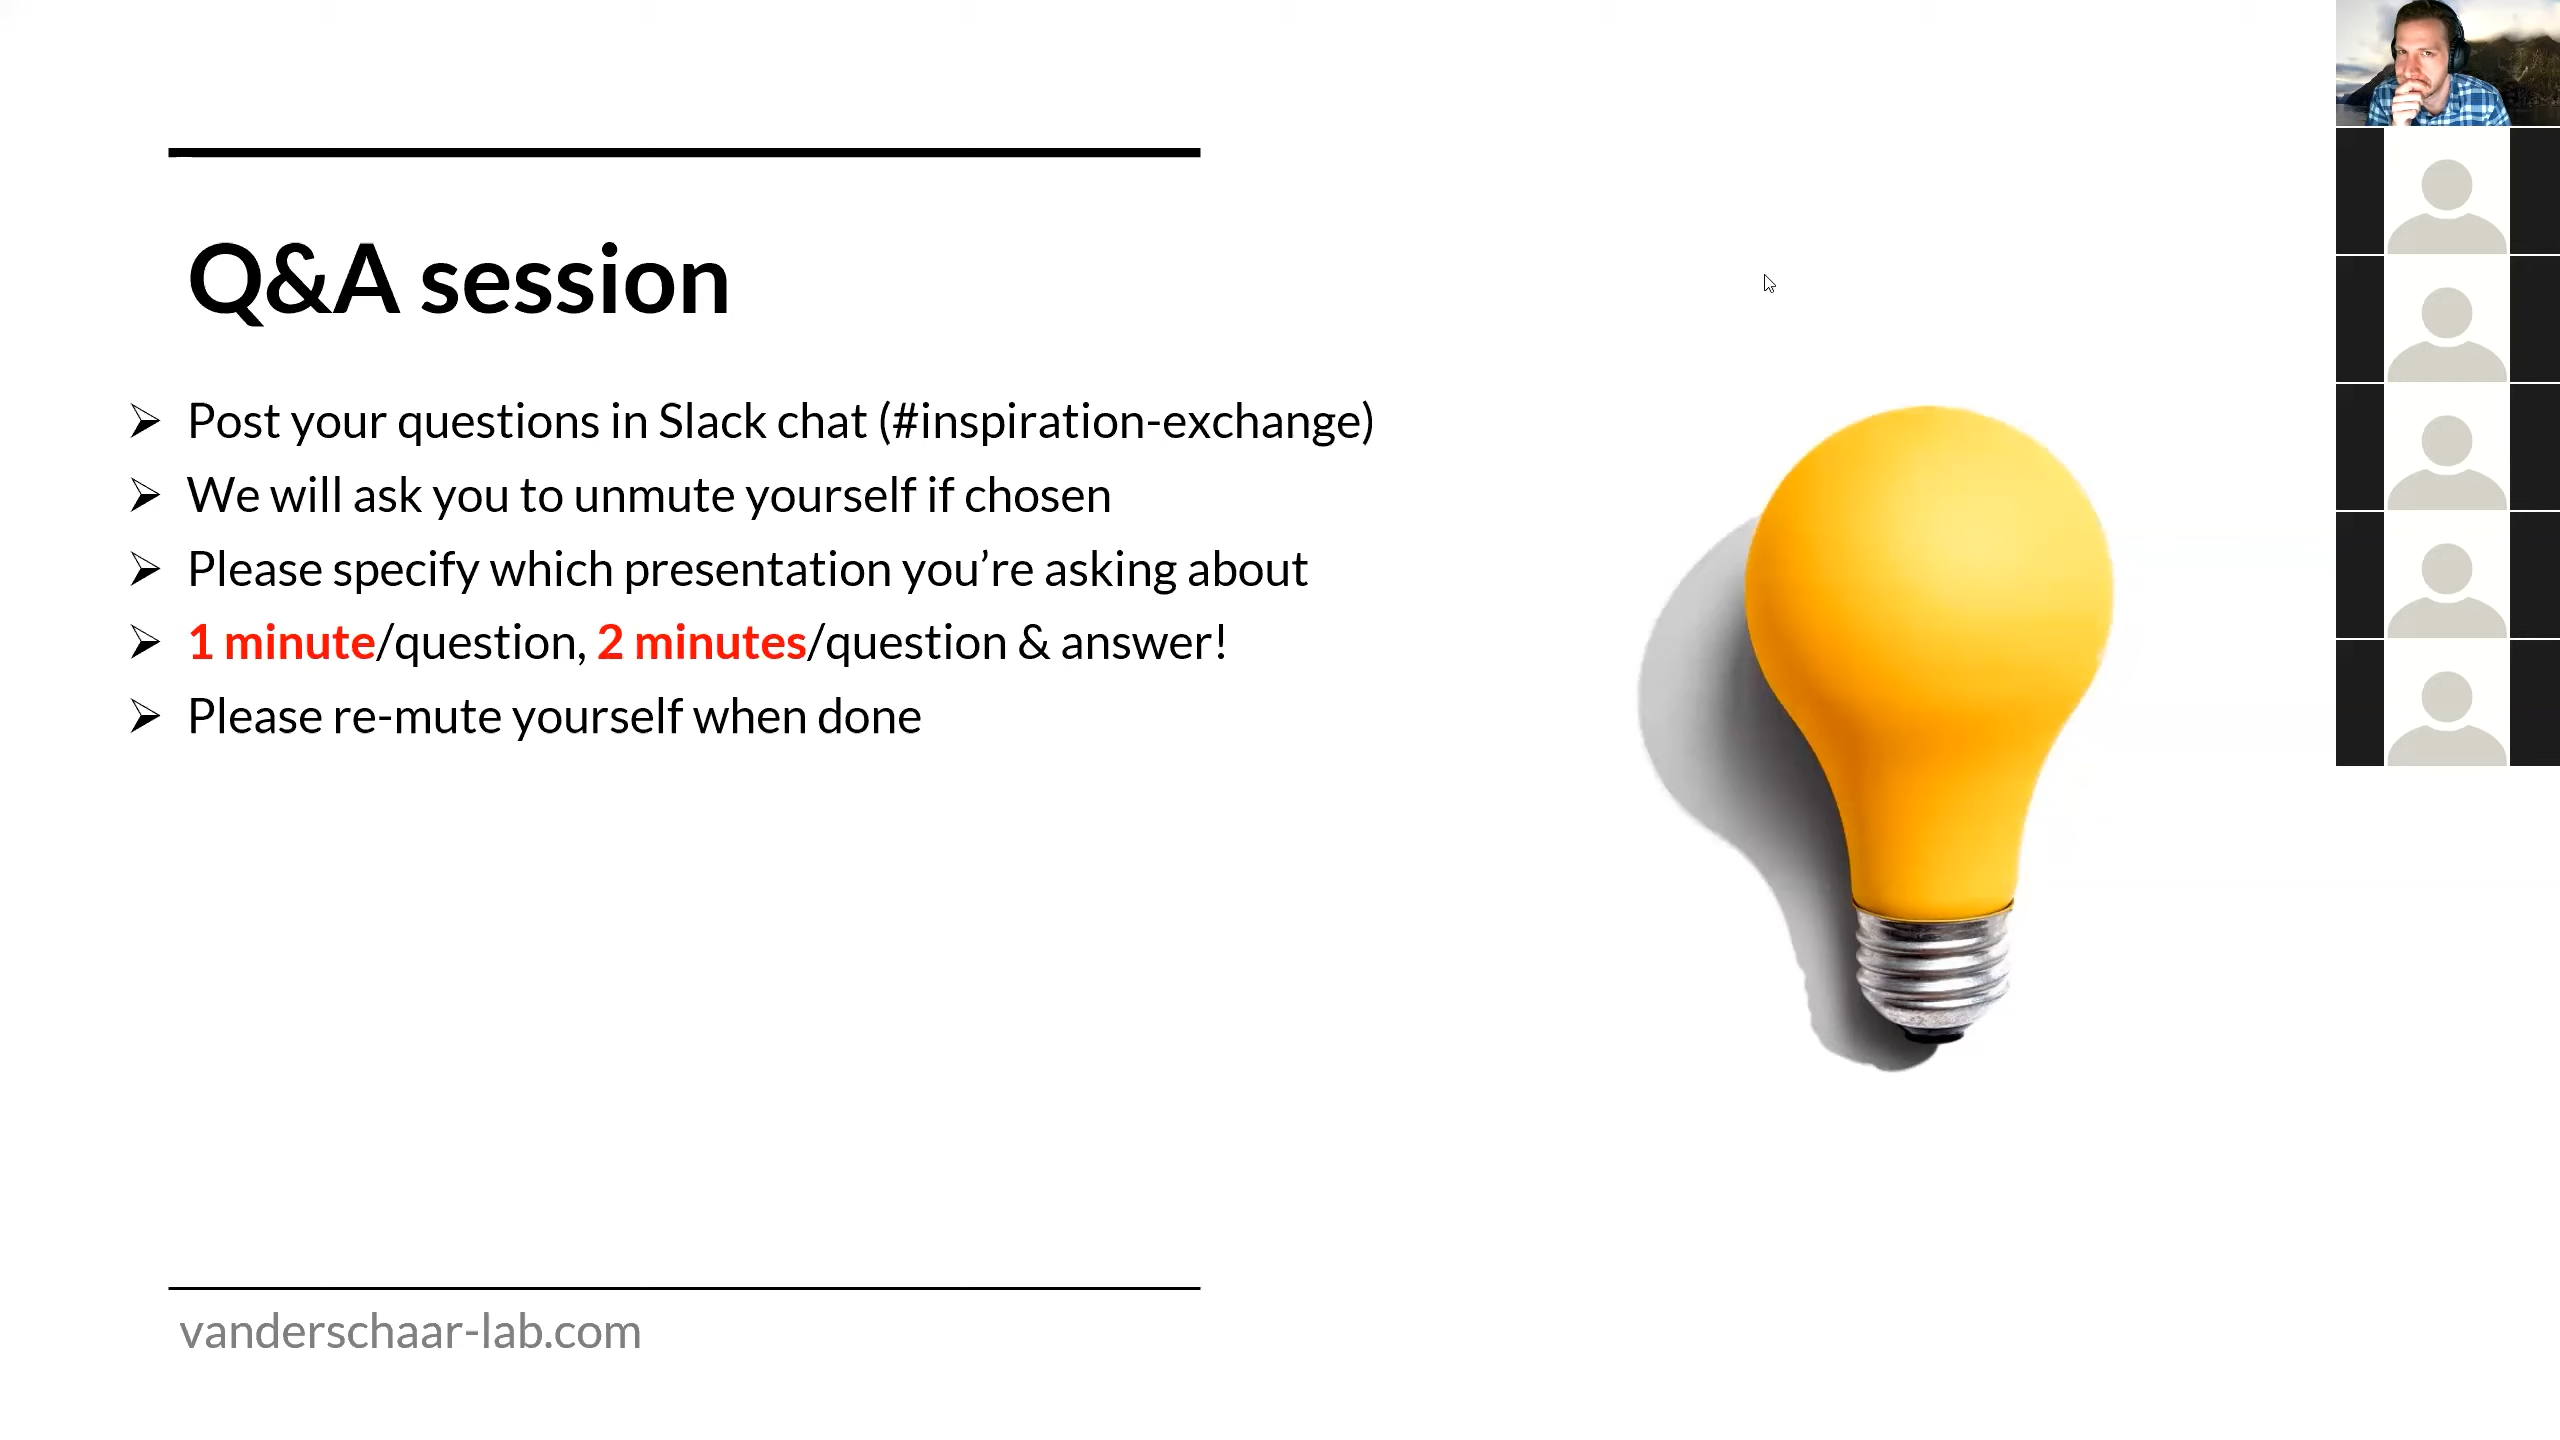 Q&A session
Post your questions in Slack chat (#inspiration-exchange)
We will ask you to unmute yourself if chosen
Please specify which presentation you’re asking about
1 minute/question, 2 minutes/question & answer!
Please re-mute yourself when done
vanderschaar-lab.com